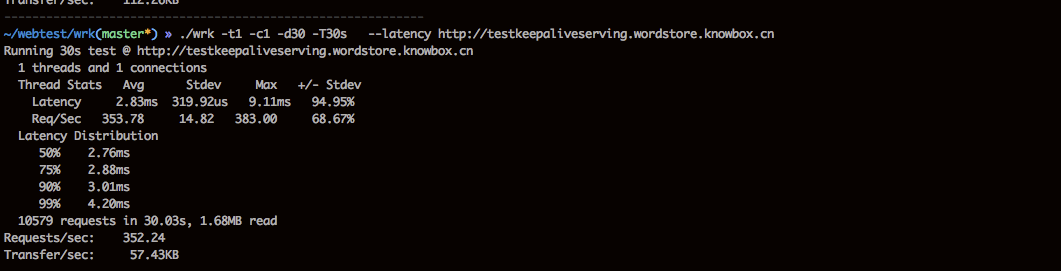 Transfer/sec: 112.26KB
----------------------------------------------------------------
~/webtest/wrk(master*) » ./wrk -t1 -c1 -d30 -T30s --latency http://testkeepaliveserving.wordstore.knowbox.cn
Running 30s test @ http://testkeepaliveserving.wordstore.knowbox.cn
1 threads and 1 connections
Thread Stats Avg Stdev Max +/- Stdev
Latency 2.83ms 319.92us 9.11ms 94.95%
Req/Sec 353.78 14.82 383.00 68.67%
Latency Distribution
50% 2.76ms
75% 2.88ms
90% 3.01ms
99% 4.20ms
10579 requests in 30.03s, 1.68MB read
Requests/sec: 352.24
Transfer/sec: 57.43KB